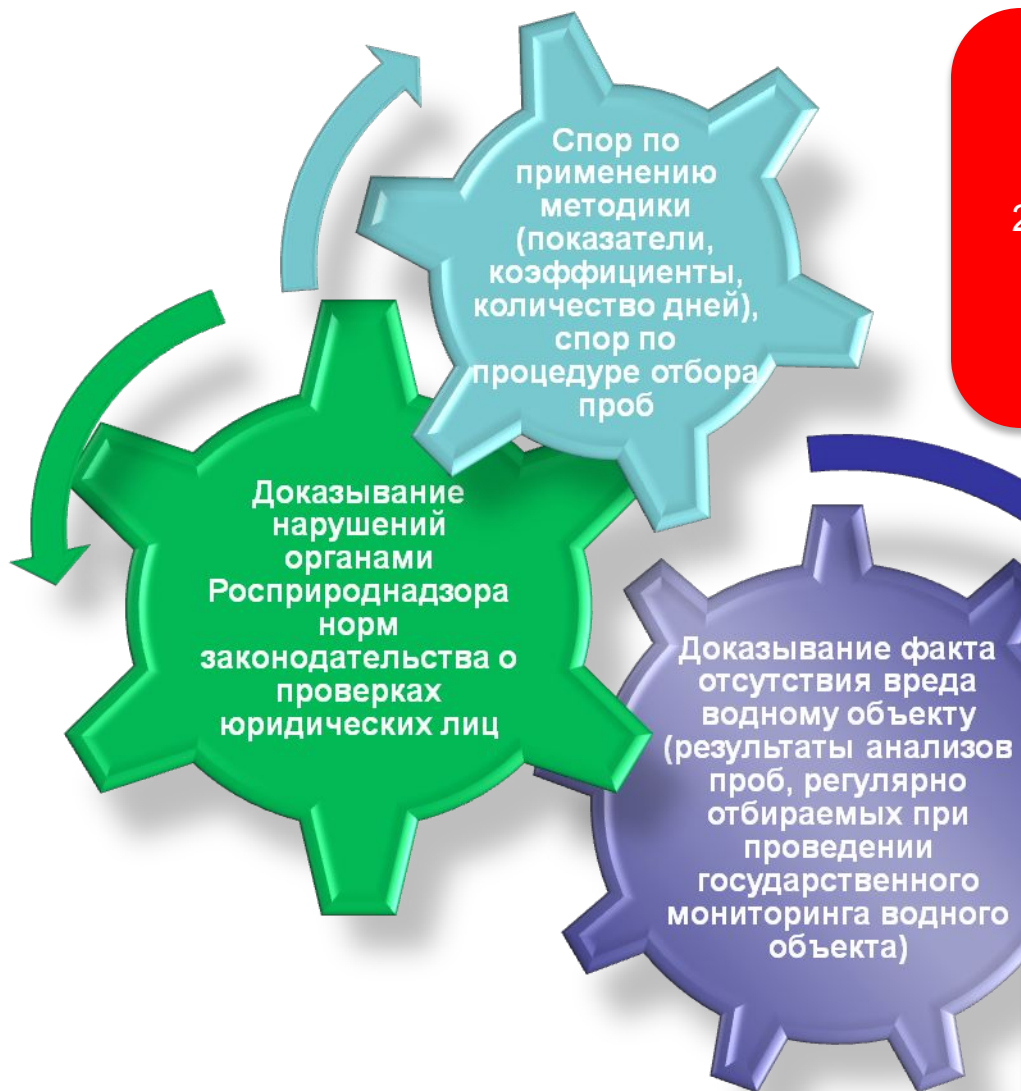 Спор по
применению
методики
(показатели,
коэффициенты,
количество дней),
спор по
процедуре отбора
проб
2
Доказывание
нарушений
органами
Росприроднадзора
норм
законодательства о
проверках
юридических лиц
Доказывание факта
отсутствия вреда
водному объекту
(результаты анализов
проб, регулярно
отбираемых при
проведении
государственного
мониторинга водного
объекта)